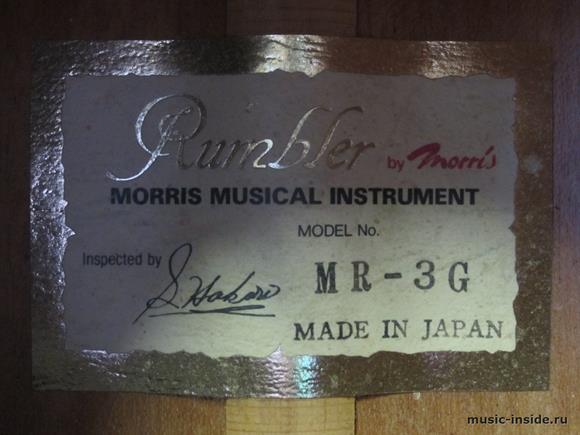 Rumbler by Morris
MORRIS MUSICAL INSTRUMENT
MODEL No.
Inspected by
MR-3G
MADE IN JAPAN
music-inside.ru